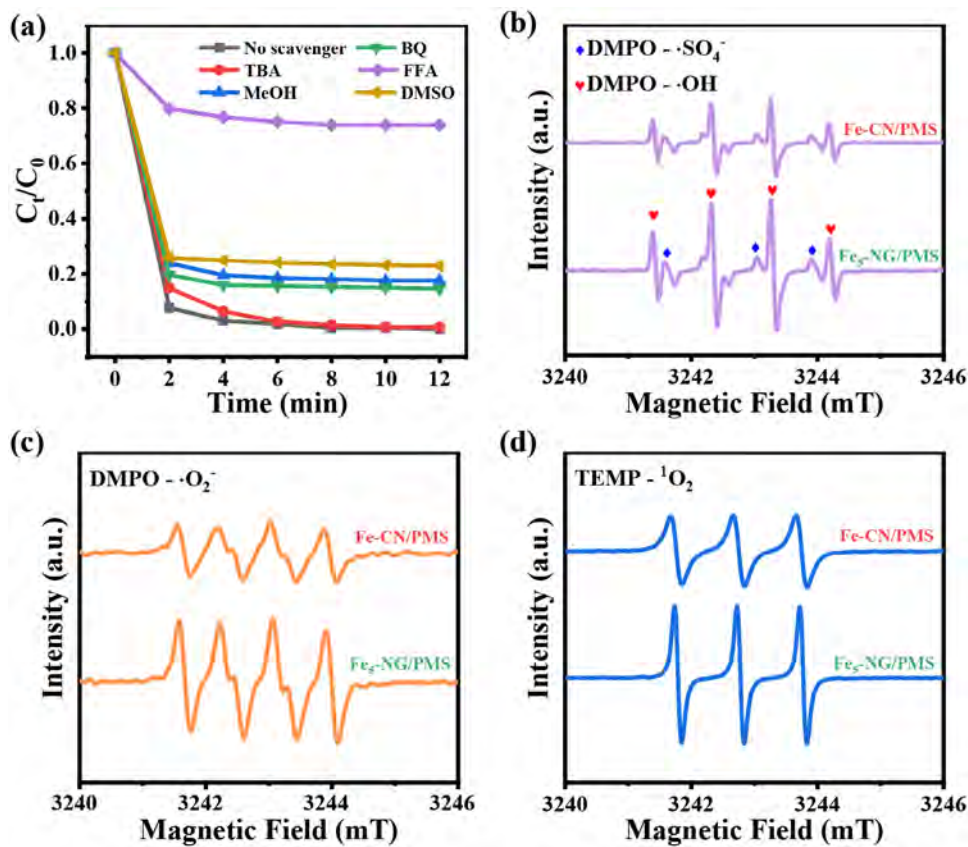 (a)
1.0
0.8
0.6
0.4
0.2
0.0
Cₜ/C₀
No scavenger
TBA
MeOH
BQ
FFA
DMSO
0 2 4 6 8 10 12
Time (min)
(b)
DMPO - ·SO₄⁻
DMPO - ·OH
Fe-CN/PMS
Fe₅-NG/PMS
Intensity (a.u.)
3240 3242 3244 3246
Magnetic Field (mT)
(c)
DMPO - ·O₂⁻
Fe-CN/PMS
Fe₅-NG/PMS
Intensity (a.u.)
3240 3242 3244 3246
Magnetic Field (mT)
(d)
TEMP - ¹O₂
Fe-CN/PMS
Fe₅-NG/PMS
Intensity (a.u.)
3240 3242 3244 3246
Magnetic Field (mT)